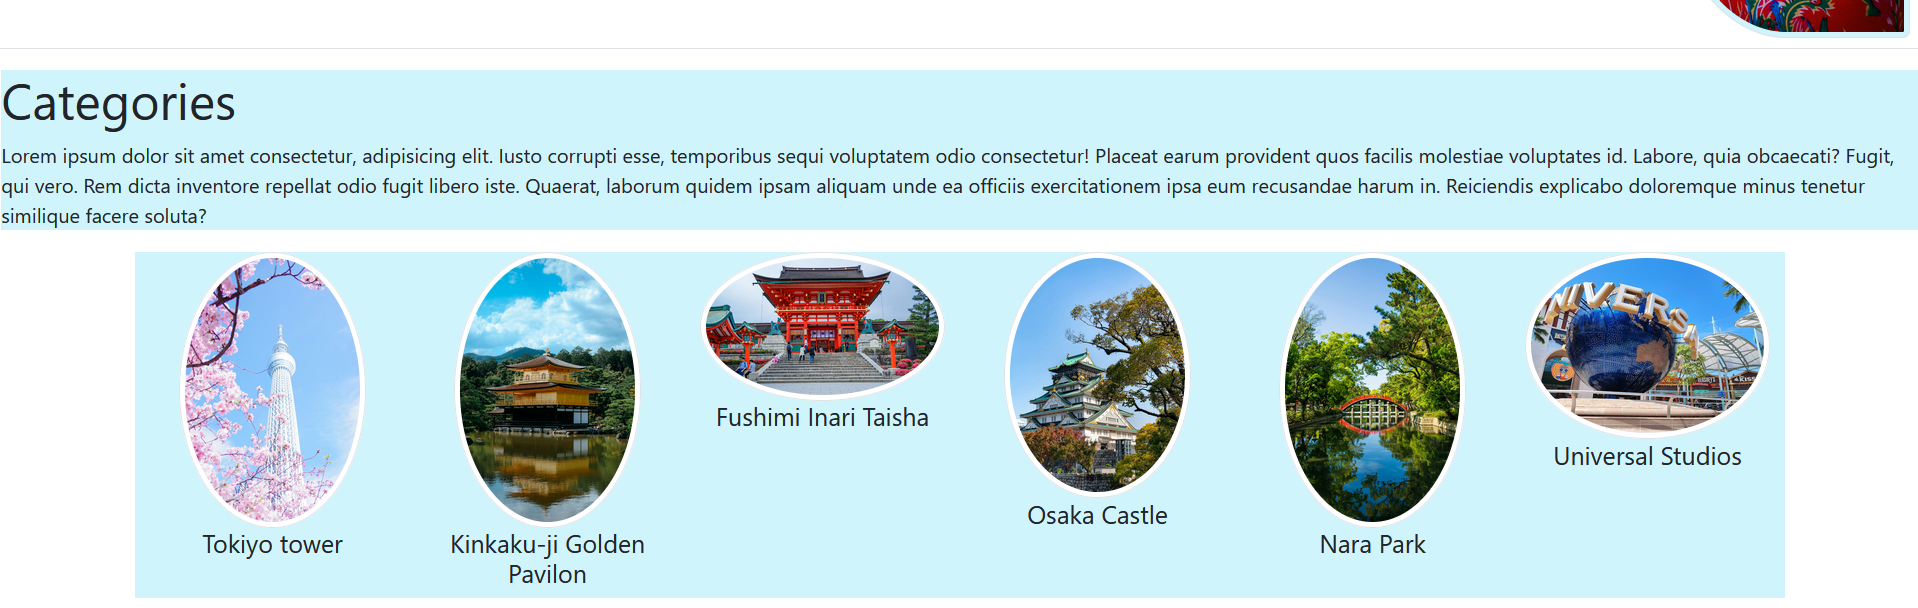 Categories
Lorem ipsum dolor sit amet consectetur, adipisicing elit. Iusto corrupti esse, temporibus sequi voluptatem odio consectetur! Placeat earum provident quos facilis molestiae voluptates id. Labore, quia obcaecati? Fugit,
qui vero. Rem dicta inventore repellat odio fugit libero iste. Quaerat, laborum quidem ipsam aliquam unde ea officiis exercitationem ipsa eum recusandae harum in. Reiciendis explicabo doloremque minus tenetur
similique facere soluta?
Tokiyo tower
Kinkaku-ji Golden
Pavilon
Fushimi Inari Taisha
Osaka Castle
Nara Park
NIVERS
Universal Studios